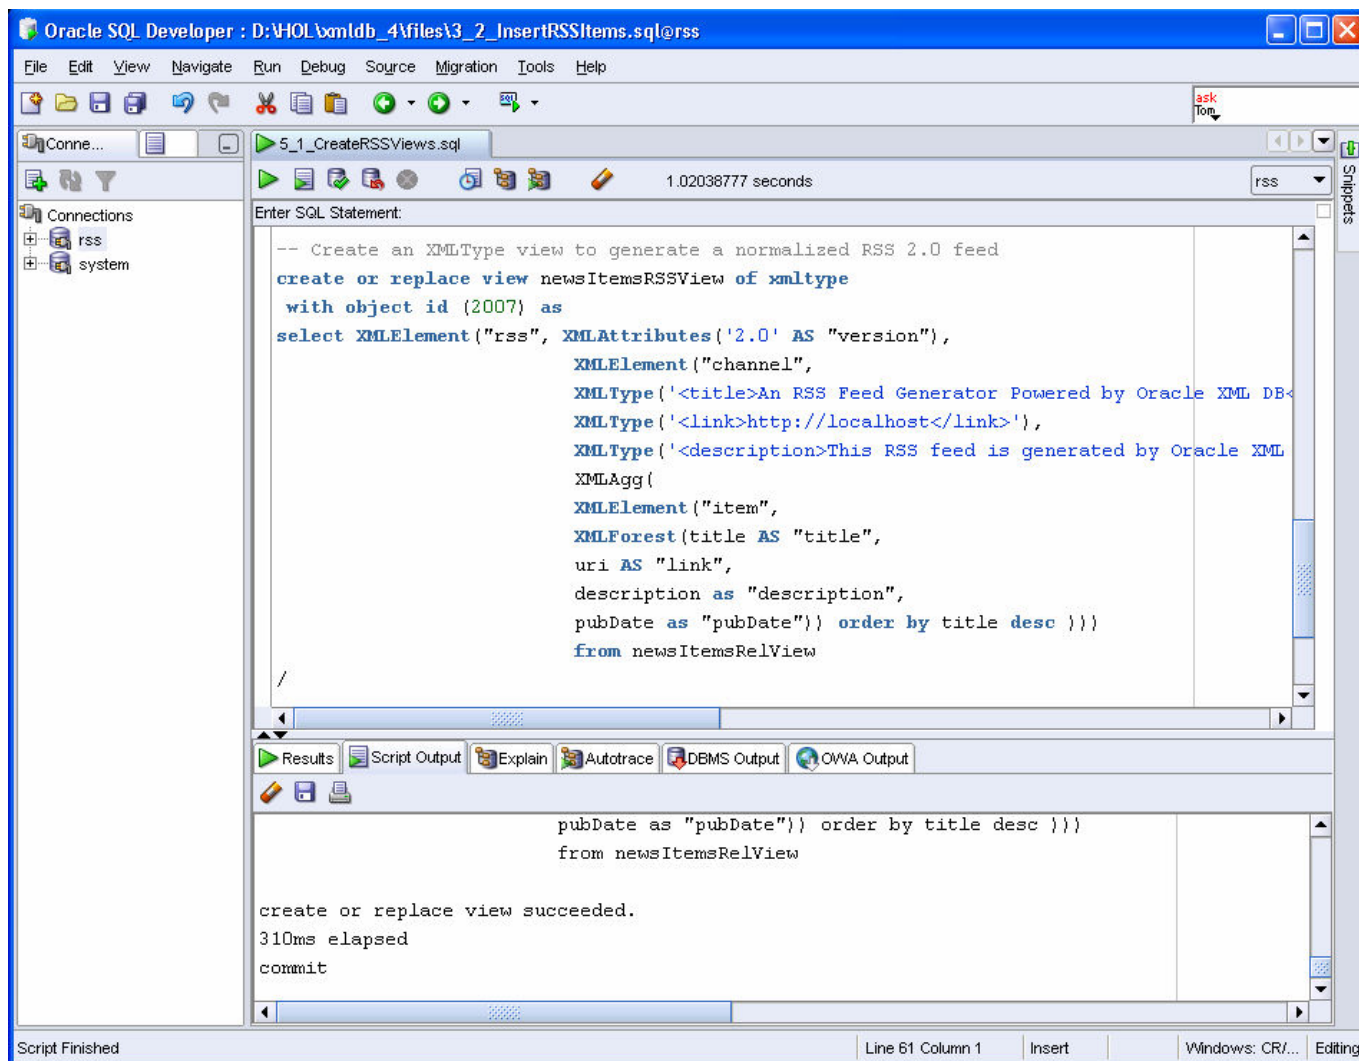 Oracle SQL Developer : D:\HOL\xmldb_4\files\3_2_InsertRSSItems.sql@rss
File Edit View Navigate Run Debug Source Migration Tools Help
ask
Tom
Conne...
5_1_CreateRSSViews.sql
Snippets
1.02038777 seconds
rss
Connections
rss
system
Enter SQL Statement:
-- Create an XMLType view to generate a normalized RSS 2.0 feed
create or replace view newsItemsRSSView of xmltype
with object id (2007) as
select XMLElement("rss", XMLAttributes('2.0' AS "version"),
XMLElement("channel",
XMLType('<title>An RSS Feed Generator Powered by Oracle XML DB<
XMLType('<link>http://localhost</link>'),
XMLType('<description>This RSS feed is generated by Oracle XML
XMLAgg(
XMLElement("item",
XMLForest(title AS "title",
uri AS "link",
description as "description",
pubDate as "pubDate")) order by title desc )))
from newsItemsRelView
/
Results Script Output Explain Autotrace DBMS Output OWA Output
pubDate as "pubDate")) order by title desc )))
from newsItemsRelView
create or replace view succeeded.
310ms elapsed
commit
Script Finished Line 61 Column 1 Insert Windows: CR/... Editing